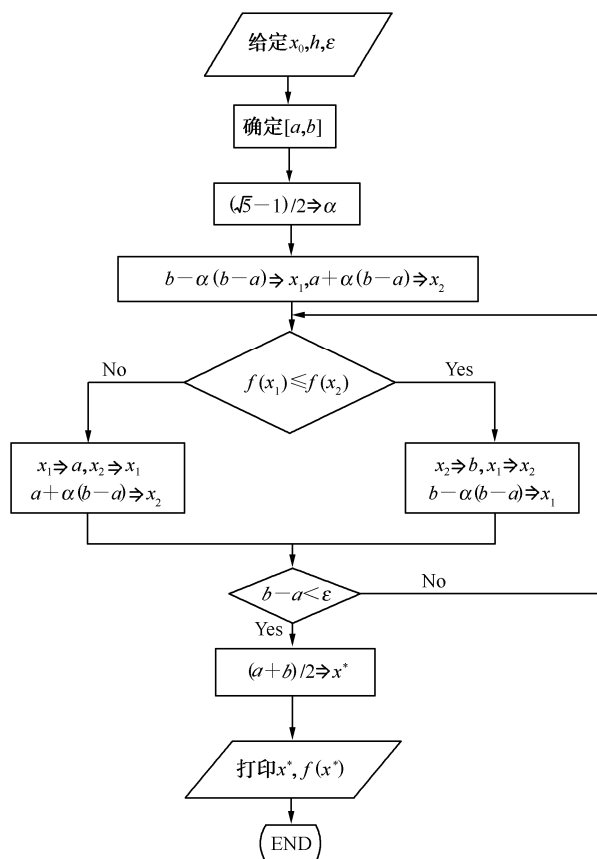 给定x₀,h,ε
确定[a,b]
(√5−1)/2⇒α
b−α(b−a)⇒x₁,a+α(b−a)⇒x₂
No
f(x₁)≤f(x₂)
Yes
x₁⇒a,x₂⇒x₁
a+α(b−a)⇒x₂
x₂⇒b,x₁⇒x₂
b−α(b−a)⇒x₁
b−a<ε
No
Yes
(a+b)/2⇒x*
打印x*, f(x*)
END